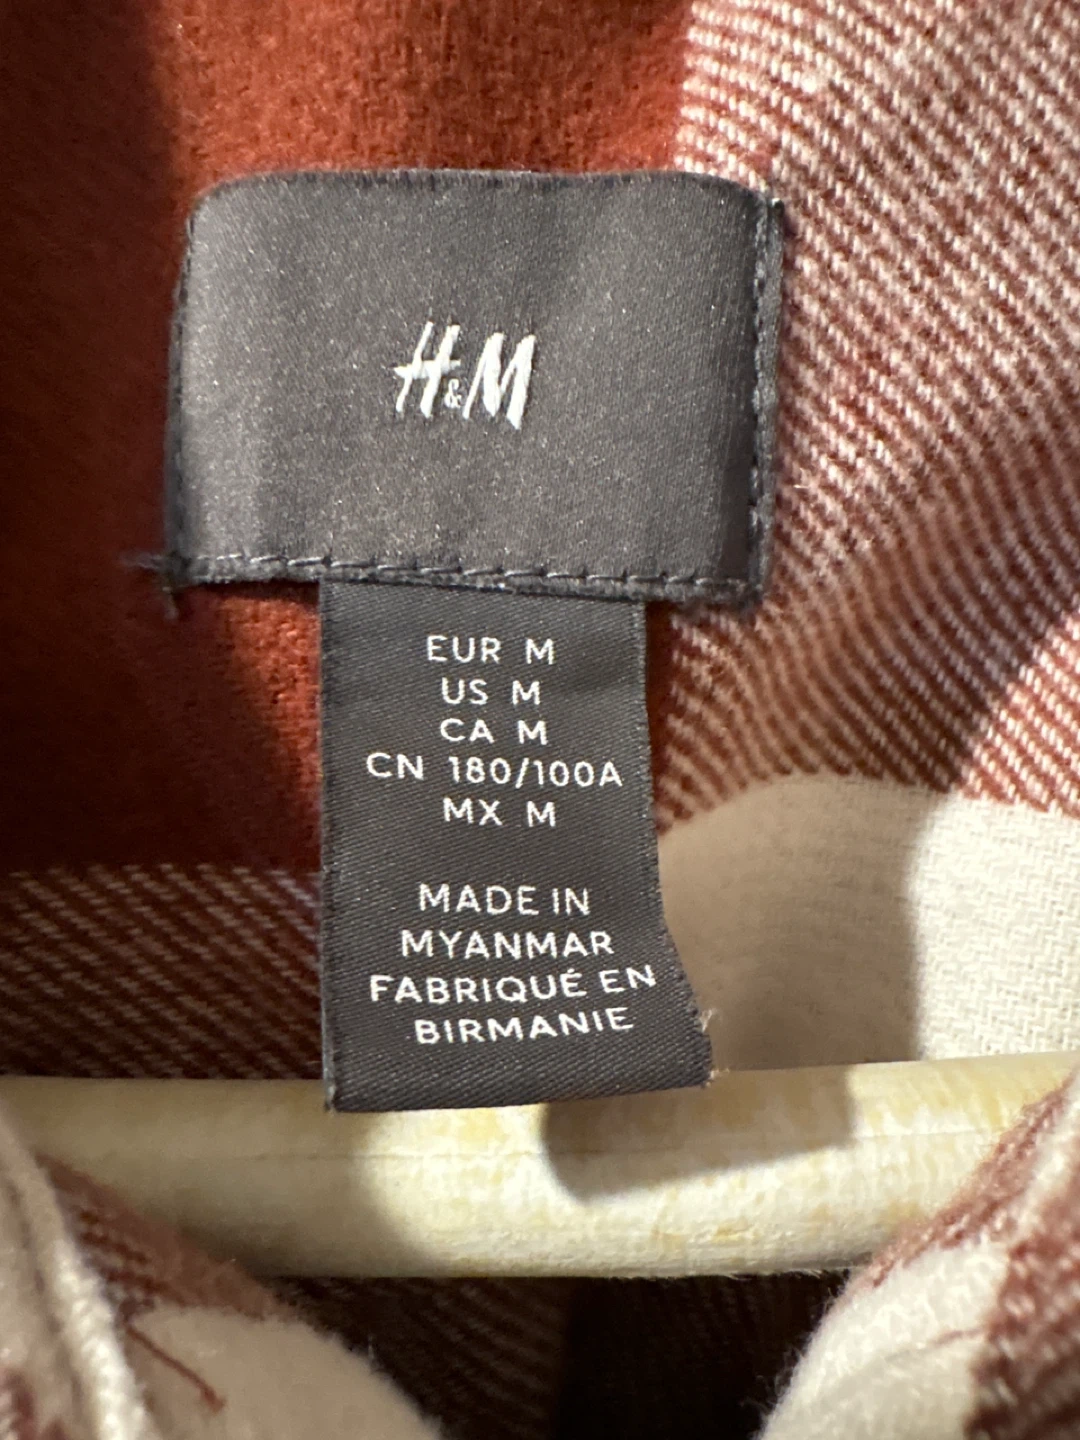 H&M
EUR M
US M
CA M
CN 180/100A
MX M
MADE IN
MYANMAR
FABRIQUÉ EN
BIRMANIE